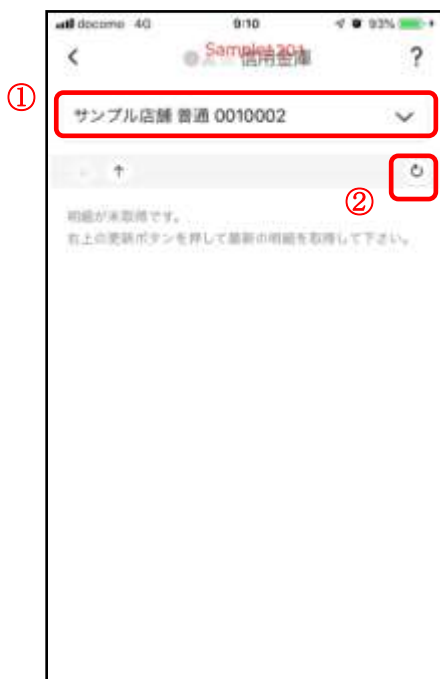 docomo 4G 9:10 93%
< 信用金庫 ?
①
サンプル店舗 普通 0010002
↑
②
明細が未取得です。
右上の更新ボタンを押して最新の明細を取得して下さい。